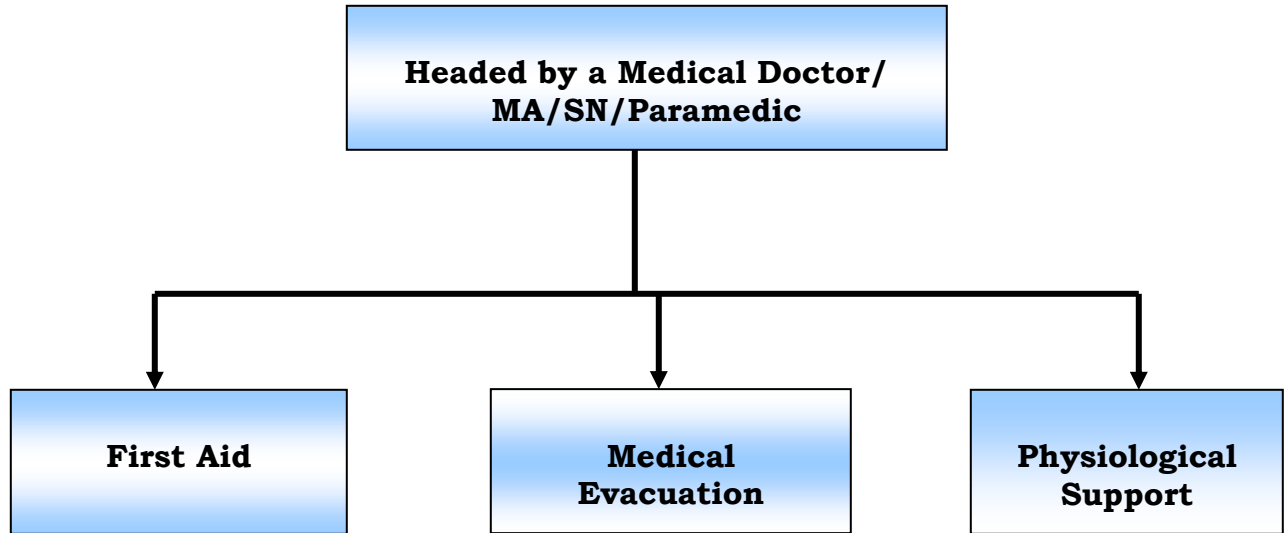 Headed by a Medical Doctor/
MA/SN/Paramedic
First Aid
Medical
Evacuation
Physiological
Support